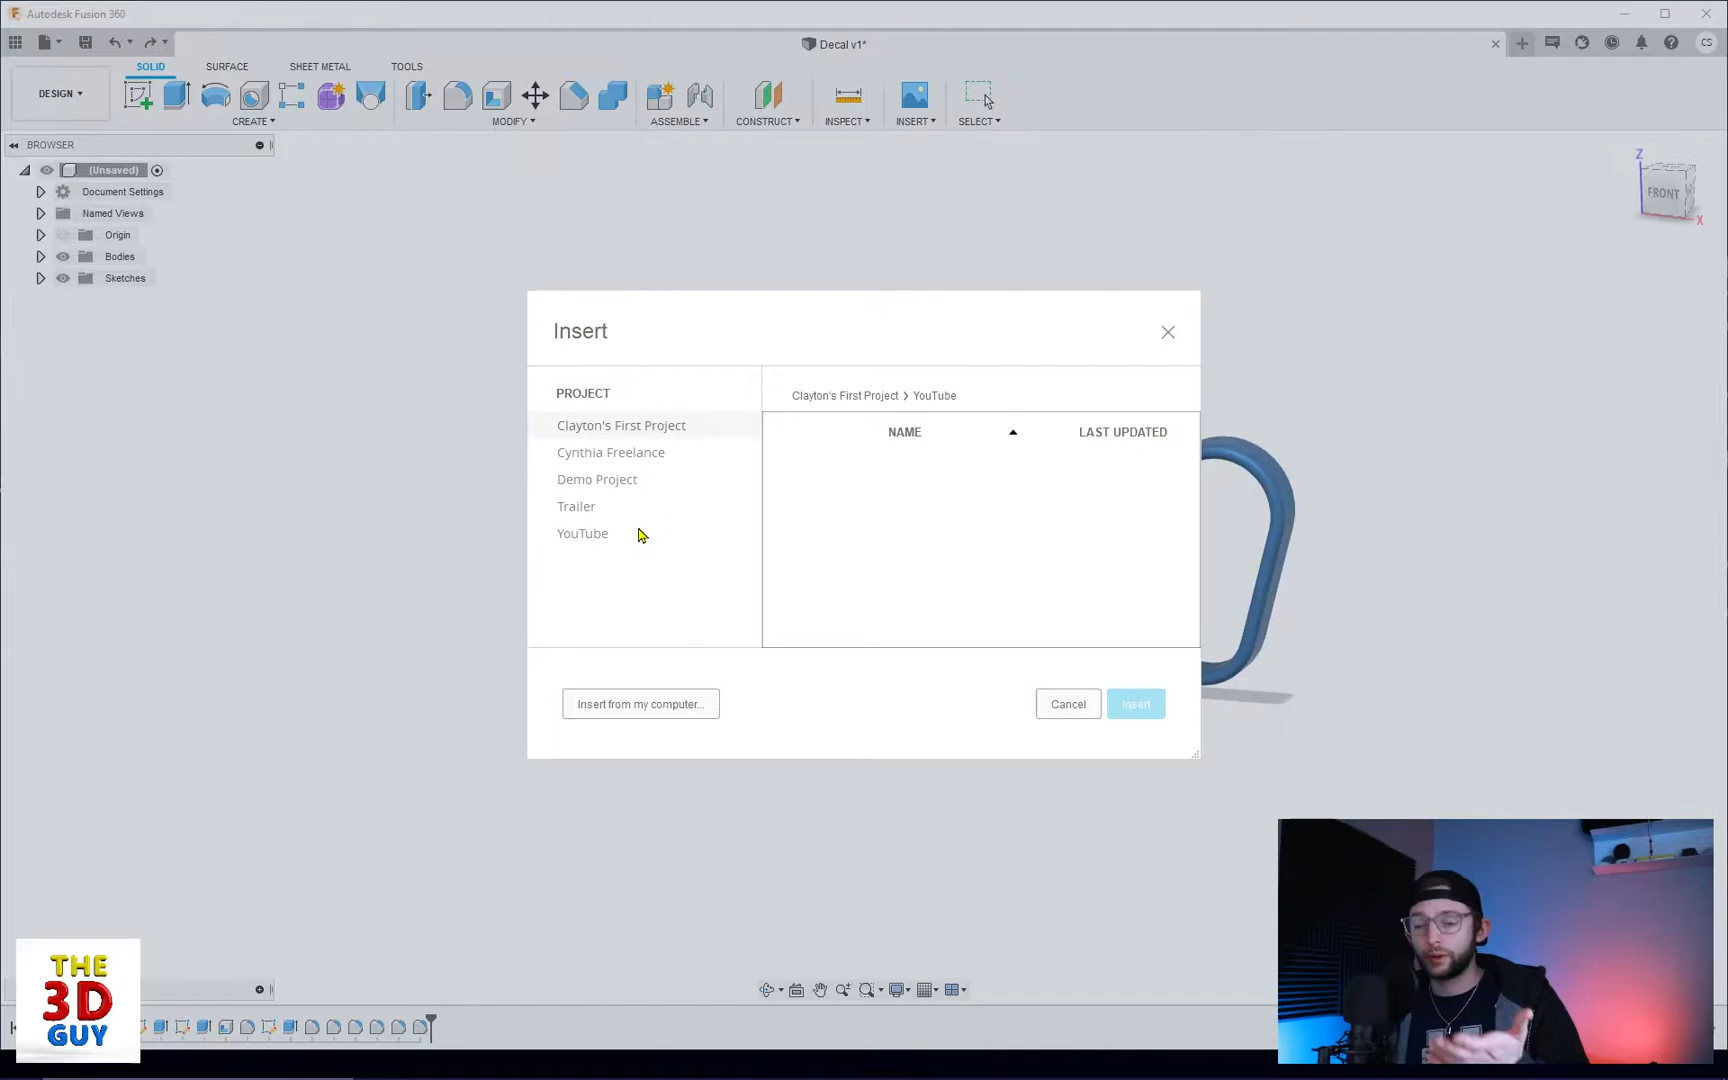 Autodesk Fusion 360
Decal v1*
CS
SOLID SURFACE SHEET METAL TOOLS
DESIGN
CREATE MODIFY ASSEMBLE CONSTRUCT INSPECT INSERT SELECT
BROWSER
(Unsaved)
Document Settings
Named Views
Origin
Bodies
Sketches
Z
FRONT
X
Insert
PROJECT
Clayton's First Project
Cynthia Freelance
Demo Project
Trailer
YouTube
Clayton's First Project > YouTube
NAME LAST UPDATED
Insert from my computer...
Cancel
Insert
THE
3D
GUY